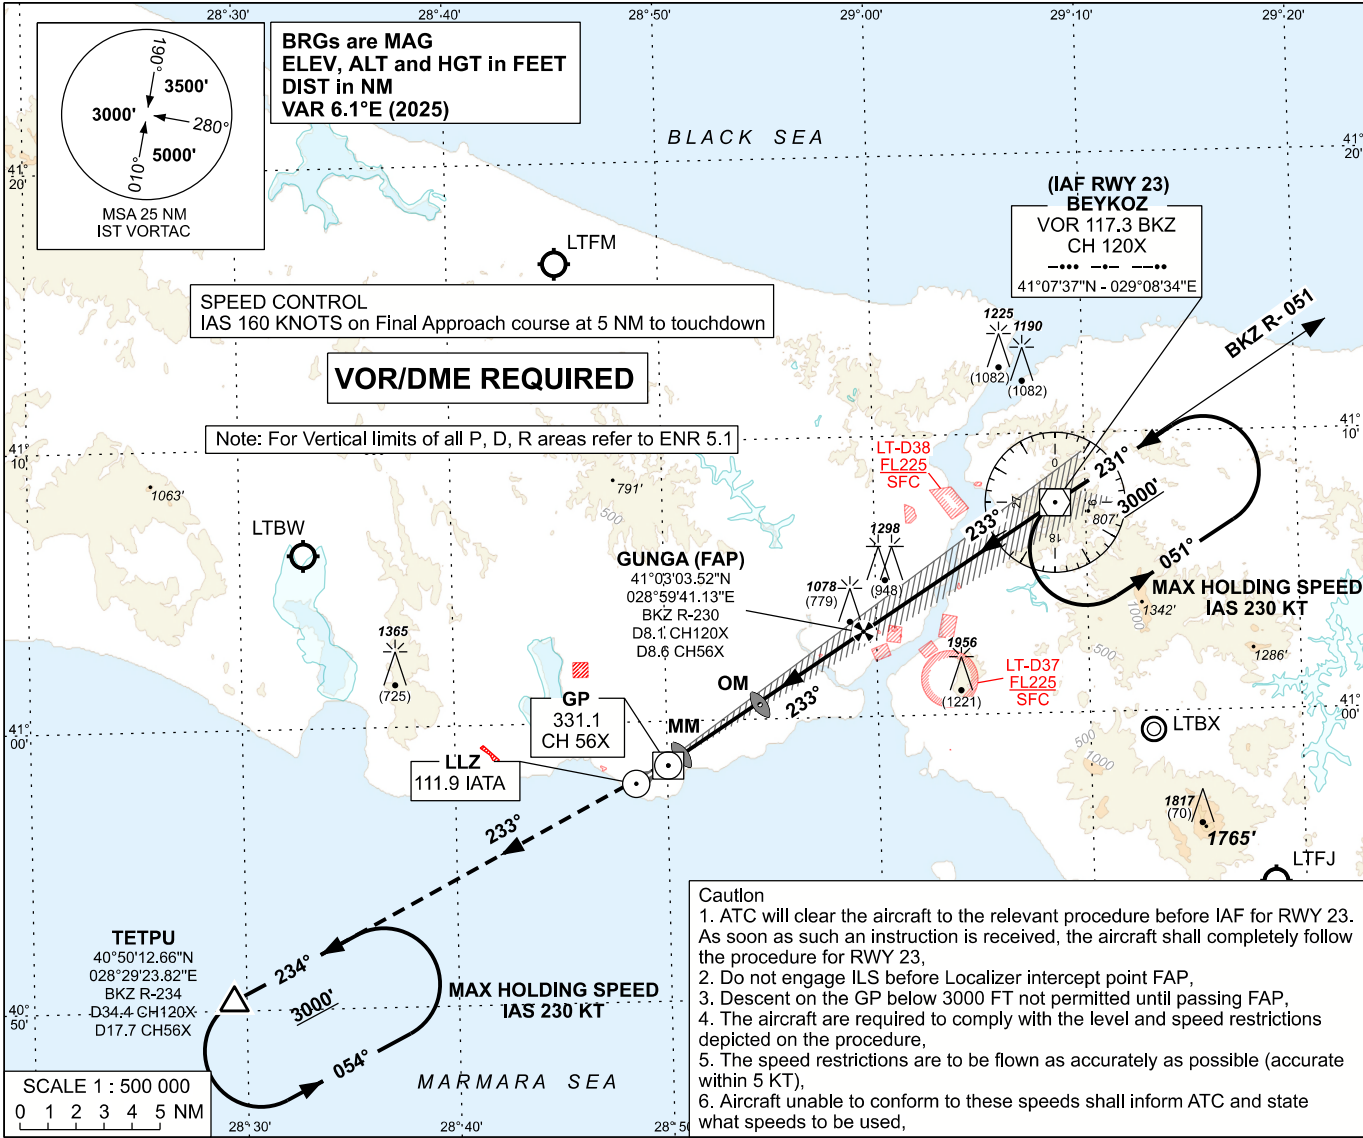 28°30'
28°40'
28°50'
29°00'
29°10'
29°20'
190°
3500'
3000'
280°
5000'
010°
MSA 25 NM
IST VORTAC
BRGs are MAG
ELEV, ALT and HGT in FEET
DIST in NM
VAR 6.1°E (2025)
BLACK SEA
41°
20'
41°
20'
(IAF RWY 23)
BEYKOZ
VOR 117.3 BKZ
CH 120X
41°07'37"N - 029°08'34"E
LTFM
SPEED CONTROL
IAS 160 KNOTS on Final Approach course at 5 NM to touchdown
VOR/DME REQUIRED
Note: For Vertical limits of all P, D, R areas refer to ENR 5.1
1225
1190
(1082)
(1082)
BKZ R- 051
41°
10'
41°
10'
1063'
791'
500
LT-D38
FL225
SFC
231°
3000'
0
9
18
27
807'
233°
051°
LTBW
1298
(948)
GUNGA (FAP)
41°03'03.52"N
028°59'41.13"E
BKZ R-230
D8.1 CH120X
D8.6 CH56X
1078
(779)
MAX HOLDING SPEED
IAS 230 KT
1000
1342'
500
1286'
1365
(725)
1956
(1221)
LT-D37
FL225
SFC
OM
233°
MM
GP
331.1
CH 56X
LLZ
111.9 IATA
41°
00'
41°
00'
LTBX
500
1000
1817
(70)
1765'
LTFJ
233°
TETPU
40°50'12.66"N
028°29'23.82"E
BKZ R-234
D34.4 CH120X
D17.7 CH56X
234°
3000'
054°
MAX HOLDING SPEED
IAS 230 KT
40°
50'
MARMARA SEA
SCALE 1 : 500 000
0 1 2 3 4 5 NM
28°30'
28°40'
28°50'
Caution
1. ATC will clear the aircraft to the relevant procedure before IAF for RWY 23.
As soon as such an instruction is received, the aircraft shall completely follow
the procedure for RWY 23,
2. Do not engage ILS before Localizer intercept point FAP,
3. Descent on the GP below 3000 FT not permitted until passing FAP,
4. The aircraft are required to comply with the level and speed restrictions
depicted on the procedure,
5. The speed restrictions are to be flown as accurately as possible (accurate
within 5 KT),
6. Aircraft unable to conform to these speeds shall inform ATC and state
what speeds to be used,